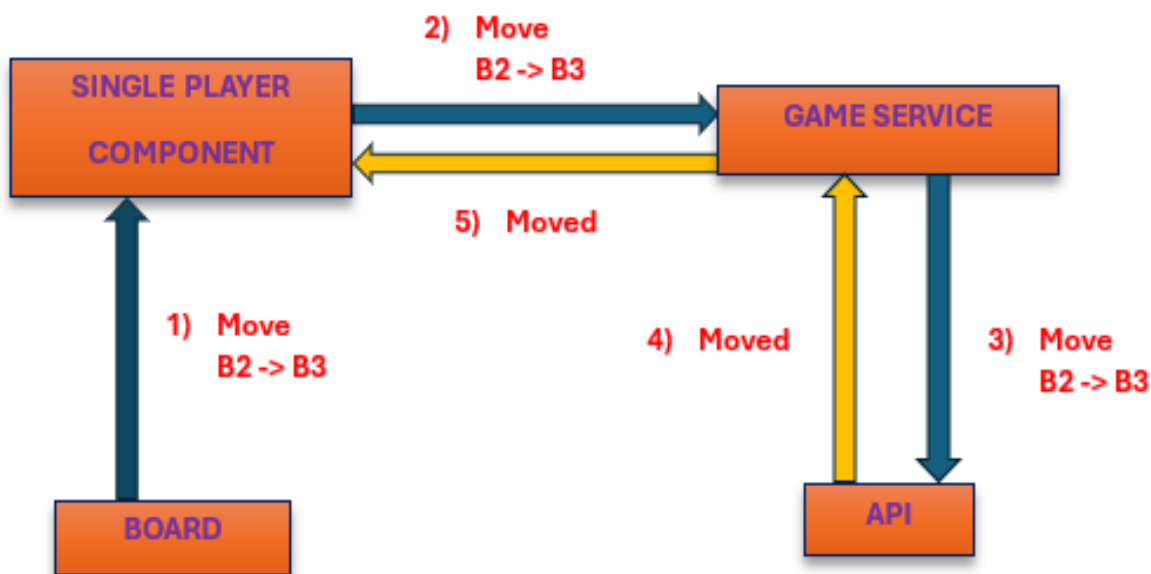 2) Move
B2 -> B3
SINGLE PLAYER
COMPONENT
GAME SERVICE
5) Moved
1) Move
B2 -> B3
4) Moved
3) Move
B2 -> B3
BOARD
API